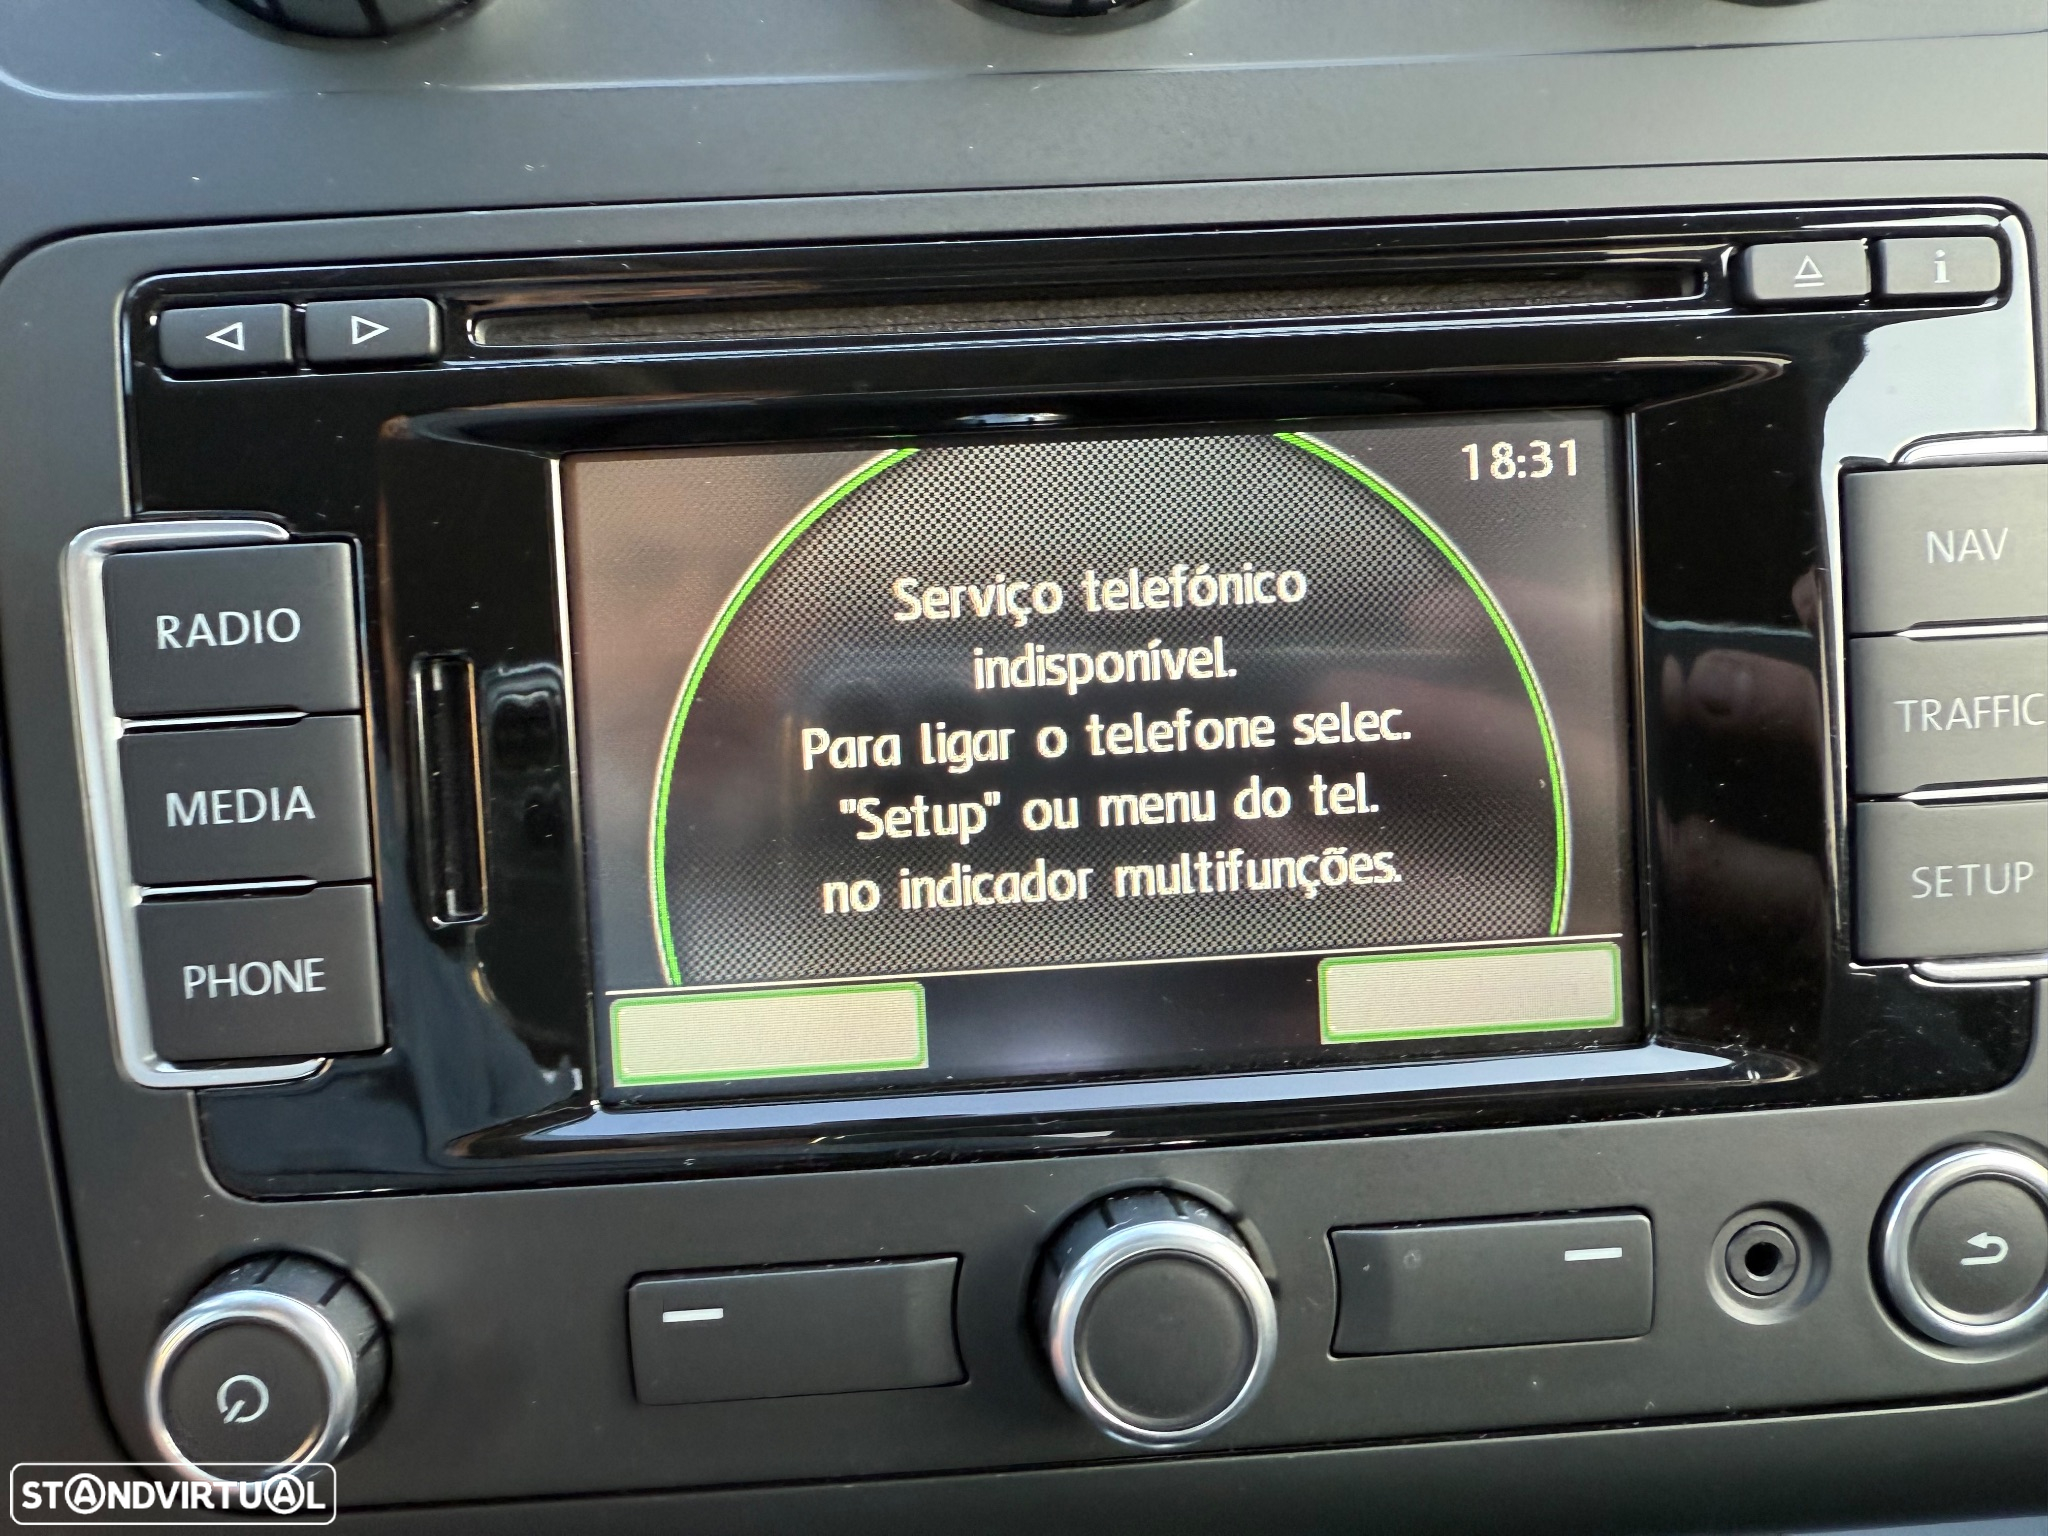 i
18:31
RADIO
MEDIA
PHONE
Serviço telefónico
indisponível.
Para ligar o telefone selec.
"Setup" ou menu do tel.
no indicador multifunções.
NAV
TRAFFIC
SETUP
STANDVIRTUAL